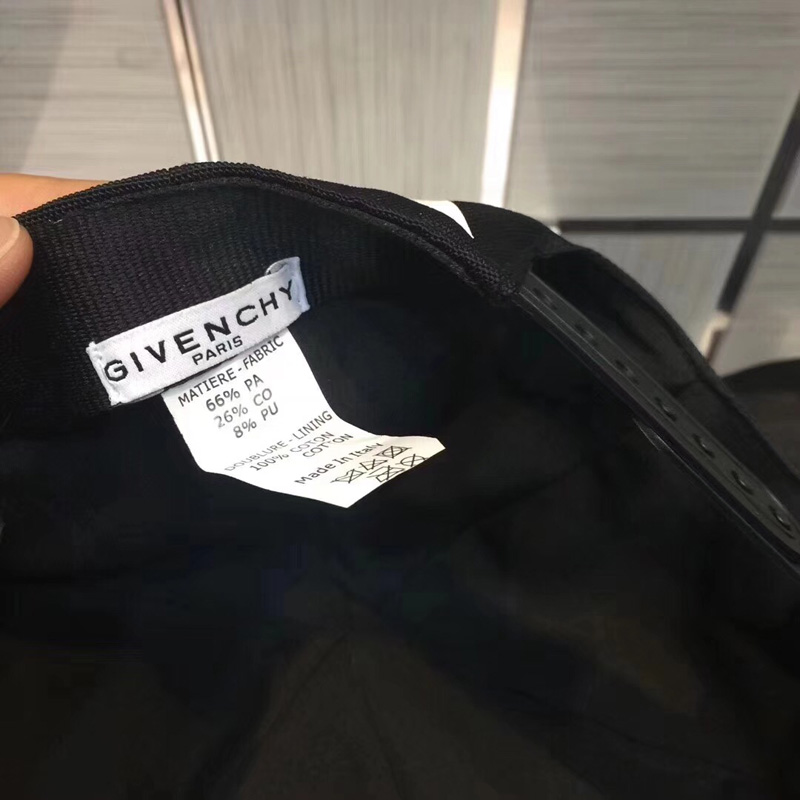 GIVENCHY
PARIS
MATIERE - FABRIC
66% PA
26% CO
8% PU
DOUBLURE - LINING
100% COTON
COTTON
Made In Italy